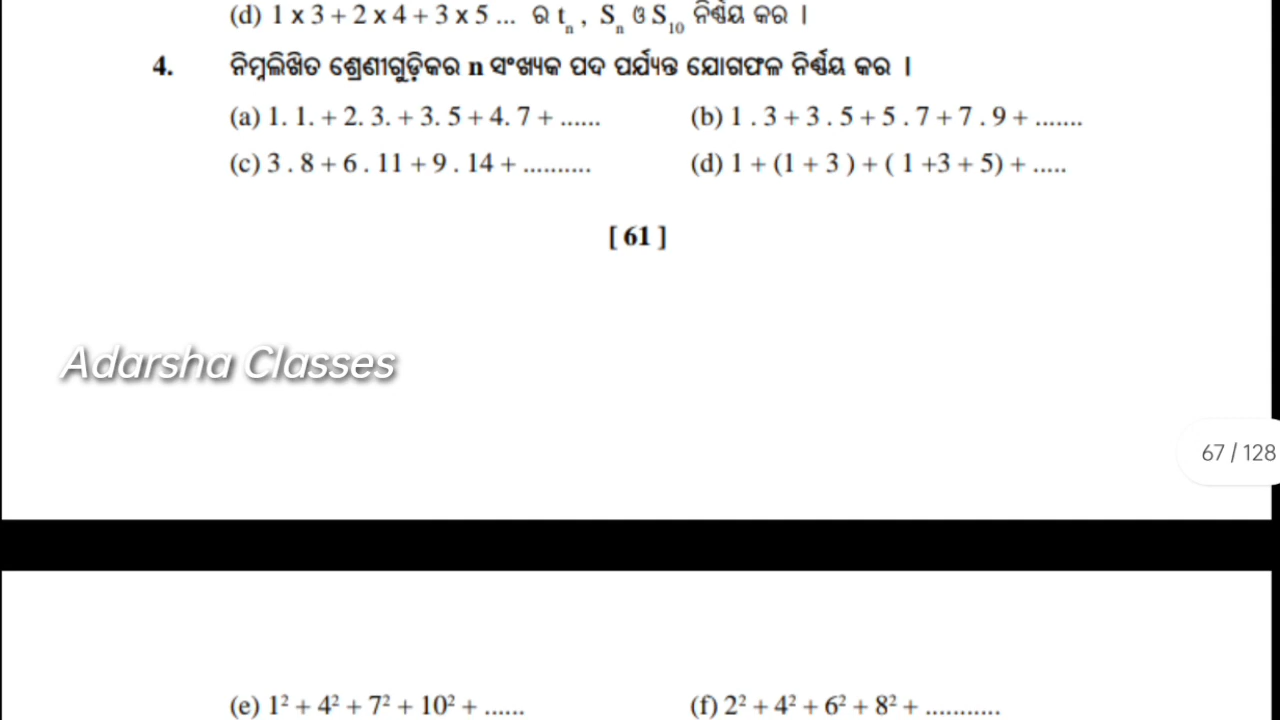 (d) 1 x 3 + 2 x 4 + 3 x 5 ... ର tₙ , Sₙ ଓ S₁₀ ନିର୍ଣ୍ଣୟ କର ।
4. ନିମ୍ନଲିଖିତ ଶ୍ରେଣୀଗୁଡ଼ିକର n ସଂଖ୍ୟକ ପଦ ପର୍ଯ୍ୟନ୍ତ ଯୋଗଫଳ ନିର୍ଣ୍ଣୟ କର ।
(a) 1. 1. + 2. 3. + 3. 5 + 4. 7 + ...... (b) 1 . 3 + 3 . 5 + 5 . 7 + 7 . 9 + .......
(c) 3 . 8 + 6 . 11 + 9 . 14 + .......... (d) 1 + (1 + 3 ) + ( 1 +3 + 5) + .....
[ 61 ]
Adarsha Classes
67 / 128
(e) 1² + 4² + 7² + 10² + ...... (f) 2² + 4² + 6² + 8² + ...........